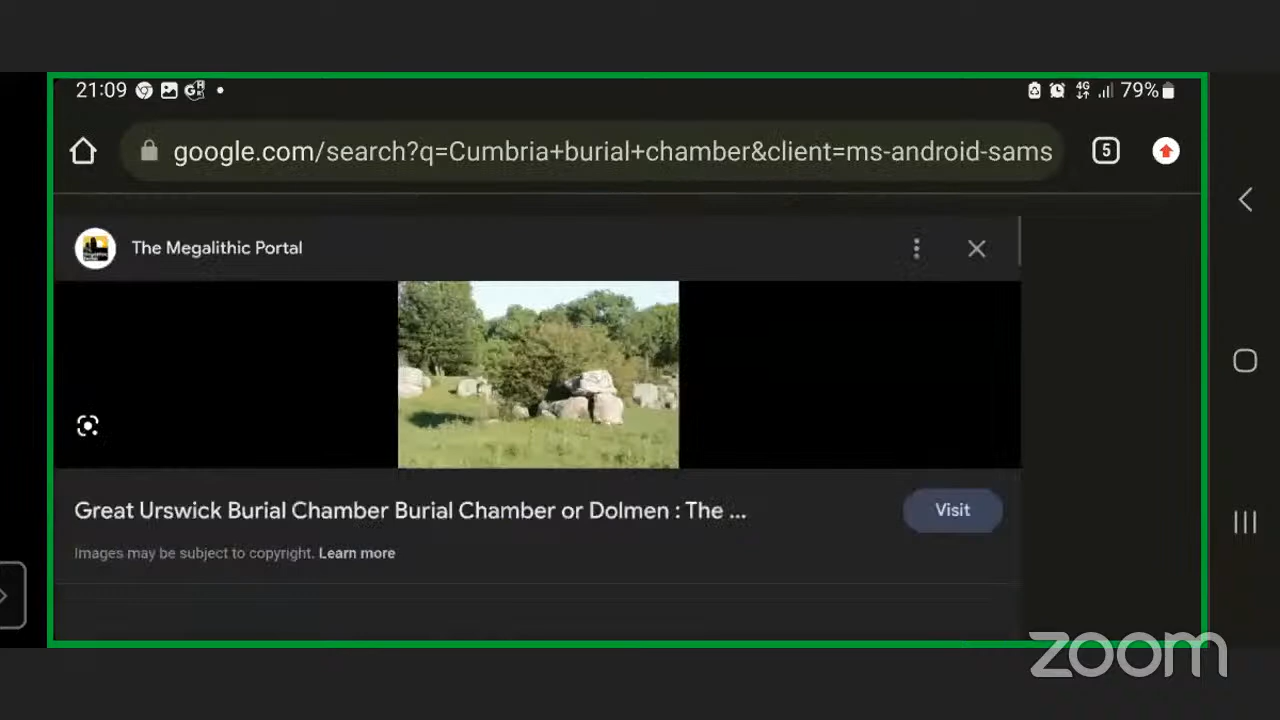 21:09
4G
79%
google.com/search?q=Cumbria+burial+chamber&client=ms-android-sams
5
The Megalithic Portal
Great Urswick Burial Chamber Burial Chamber or Dolmen : The ...
Visit
Images may be subject to copyright. Learn more
zoom